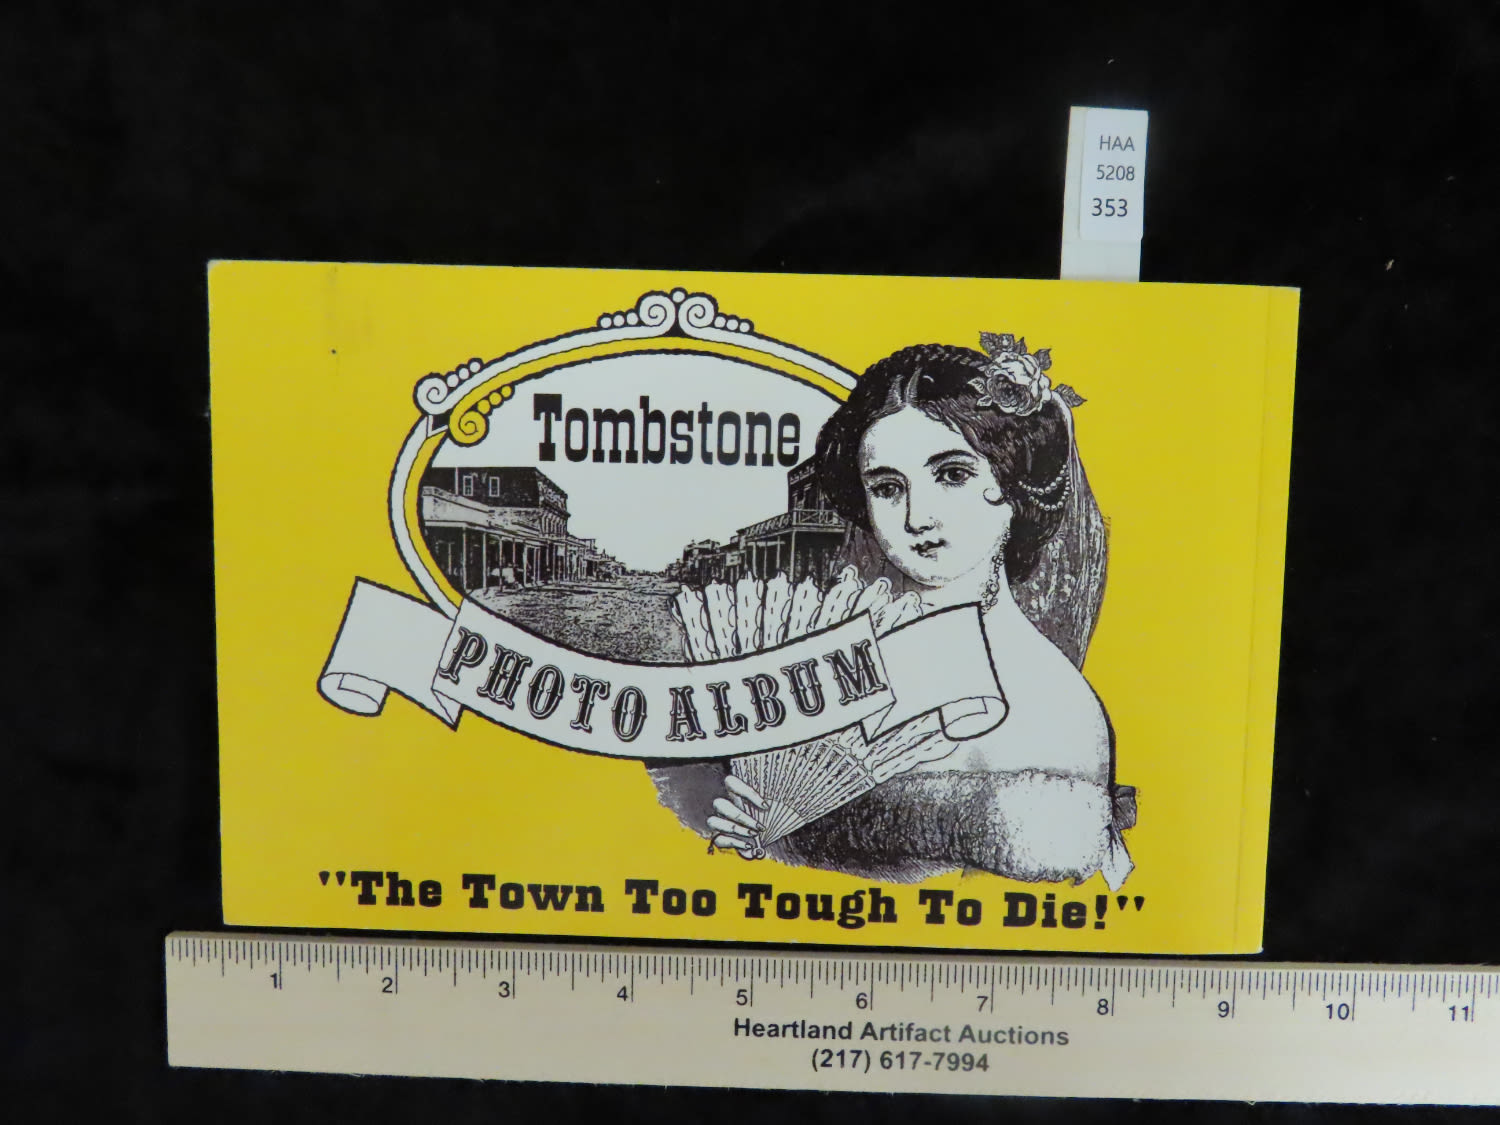 HAA
5208
353
Tombstone
PHOTO ALBUM
"The Town Too Tough To Die!"
1 2 3 4 5 6 7 8 9 10 11
Heartland Artifact Auctions
(217) 617-7994